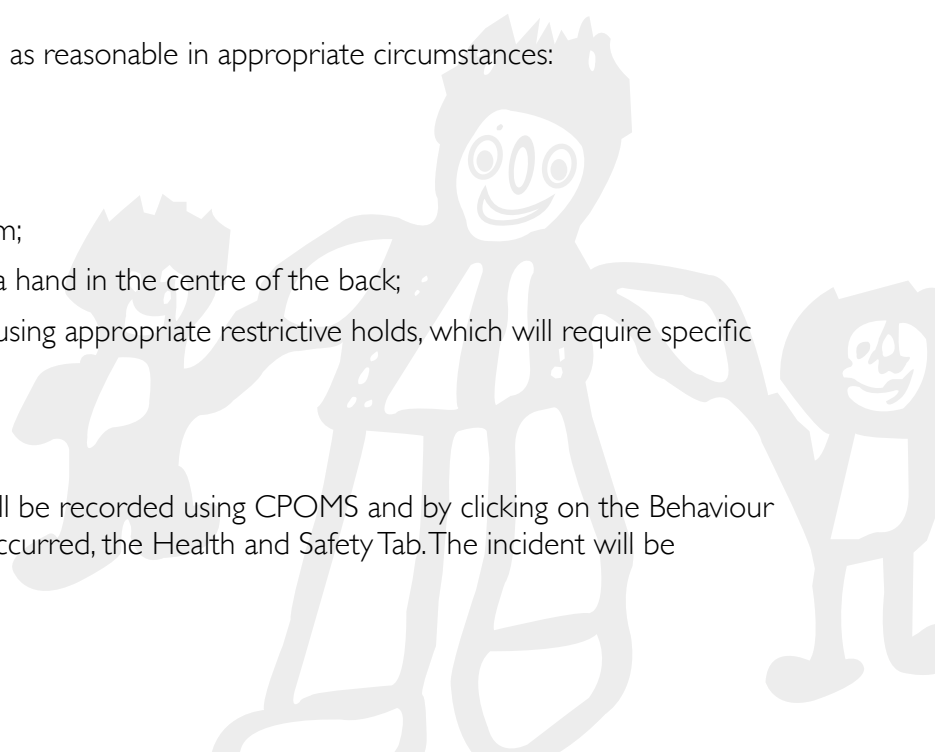 as reasonable in appropriate circumstances:
a hand in the centre of the back;
using appropriate restrictive holds, which will require specific
be recorded using CPOMS and by clicking on the Behaviour
the Health and Safety Tab. The incident will be